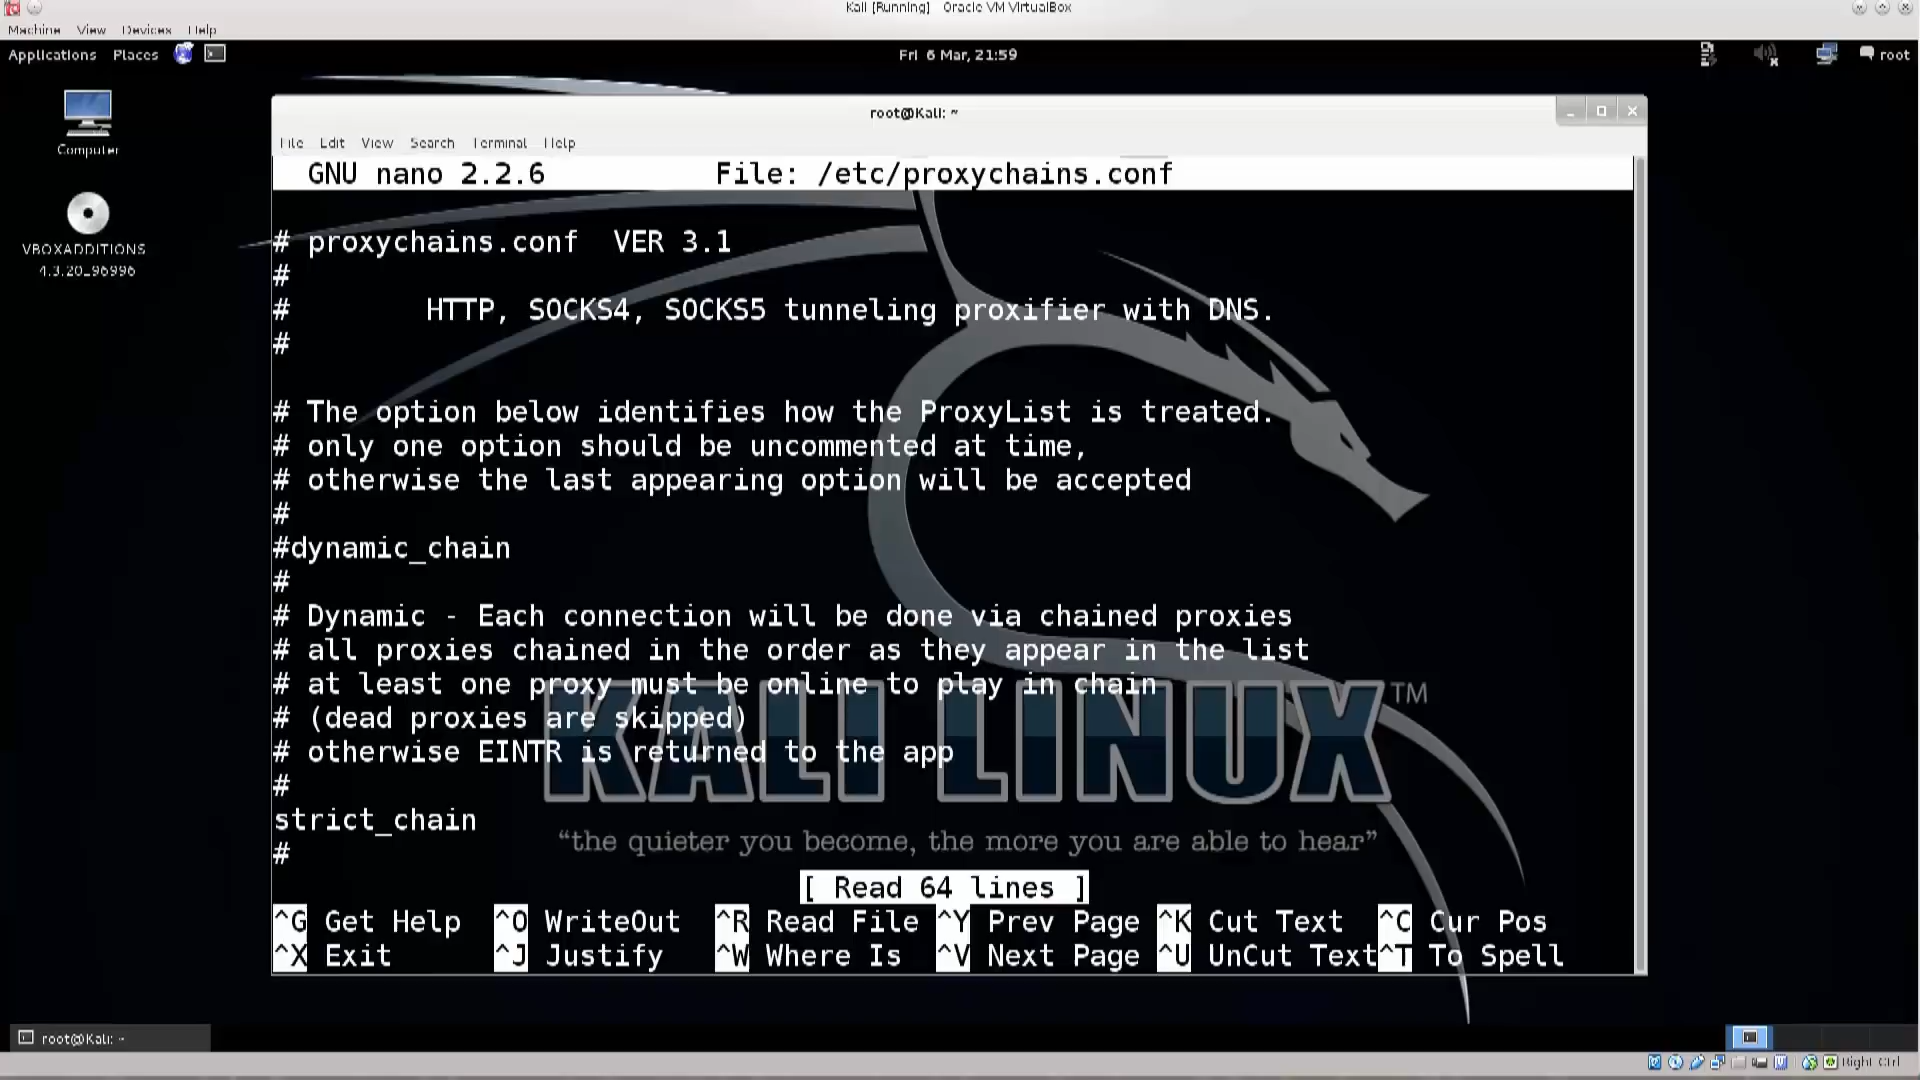 Kali [Running] - Oracle VM VirtualBox
Machine View Devices Help
Applications Places
Fri 6 Mar, 21:59
root
Computer
VBOXADDITIONS
4.3.20_96996
root@Kali: ~
File Edit View Search Terminal Help
GNU nano 2.2.6 File: /etc/proxychains.conf
# proxychains.conf VER 3.1
#
# HTTP, SOCKS4, SOCKS5 tunneling proxifier with DNS.
#
# The option below identifies how the ProxyList is treated.
# only one option should be uncommented at time,
# otherwise the last appearing option will be accepted
#
#dynamic_chain
#
# Dynamic - Each connection will be done via chained proxies
# all proxies chained in the order as they appear in the list
# at least one proxy must be online to play in chain
# (dead proxies are skipped)
# otherwise EINTR is returned to the app
#
strict_chain
#
KALI LINUX™
“the quieter you become, the more you are able to hear”
[ Read 64 lines ]
^G Get Help ^O WriteOut ^R Read File ^Y Prev Page ^K Cut Text ^C Cur Pos
^X Exit ^J Justify ^W Where Is ^V Next Page ^U UnCut Text ^T To Spell
root@Kali: ~
Right Ctrl